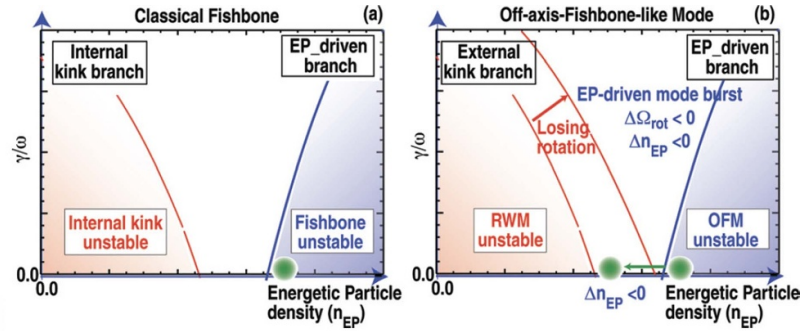 Classical Fishbone
(a)
γ/ω
Internal
kink branch
EP_driven
branch
Internal kink
unstable
Fishbone
unstable
0.0
0.0
Energetic Particle
density (n_EP)
Off-axis-Fishbone-like Mode
(b)
γ/ω
External
kink branch
EP_driven
branch
EP-driven mode burst
ΔΩ_rot < 0
Δn_EP <0
Losing
rotation
RWM
unstable
OFM
unstable
0.0
0.0
Δn_EP <0
Energetic Particle
density (n_EP)